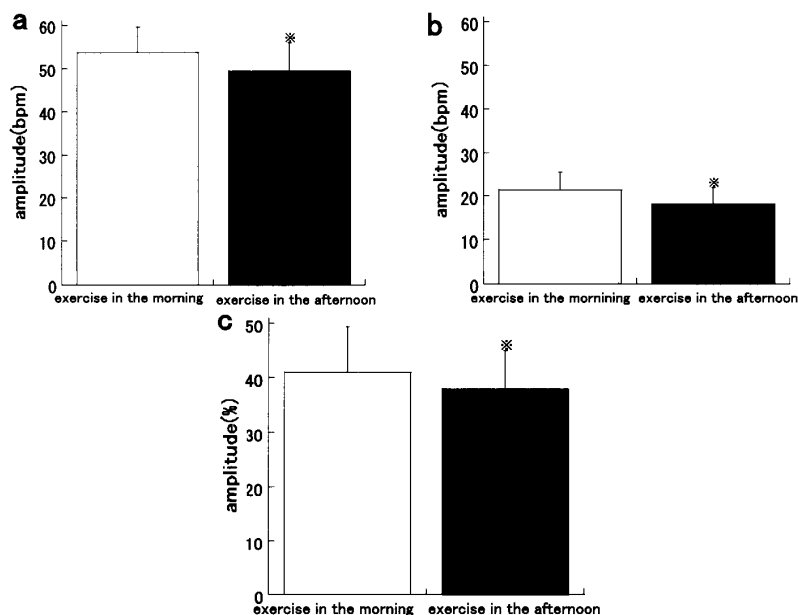 a
60
50
40
30
20
10
0
amplitude(bpm)
※
exercise in the morning
exercise in the afternoon
b
60
50
40
30
20
10
0
amplitude(bpm)
※
exercise in the mornining
exercise in the afternoon
c
50
40
30
20
10
0
amplitude(%)
※
exercise in the morning
exercise in the afternoon